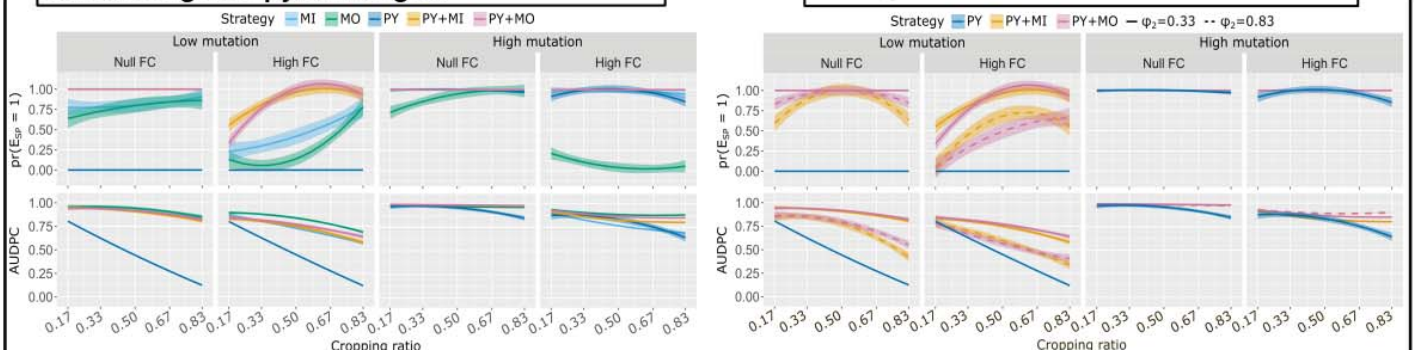 Strategy MI MO PY PY+MI PY+MO
Low mutation High mutation
Null FC High FC Null FC High FC
pr(E_SP = 1)
1.00
0.75
0.50
0.25
0.00
AUDPC
1.00
0.75
0.50
0.25
0.00
0.17 0.33 0.50 0.67 0.83 0.17 0.33 0.50 0.67 0.83 0.17 0.33 0.50 0.67 0.83 0.17 0.33 0.50 0.67 0.83
Cropping ratio
Strategy PY PY+MI PY+MO φ₂=0.33 φ₂=0.83
Low mutation High mutation
Null FC High FC Null FC High FC
pr(E_SP = 1)
1.00
0.75
0.50
0.25
0.00
AUDPC
1.00
0.75
0.50
0.25
0.00
0.17 0.33 0.50 0.67 0.83 0.17 0.33 0.50 0.67 0.83 0.17 0.33 0.50 0.67 0.83 0.17 0.33 0.50 0.67 0.83
Cropping ratio